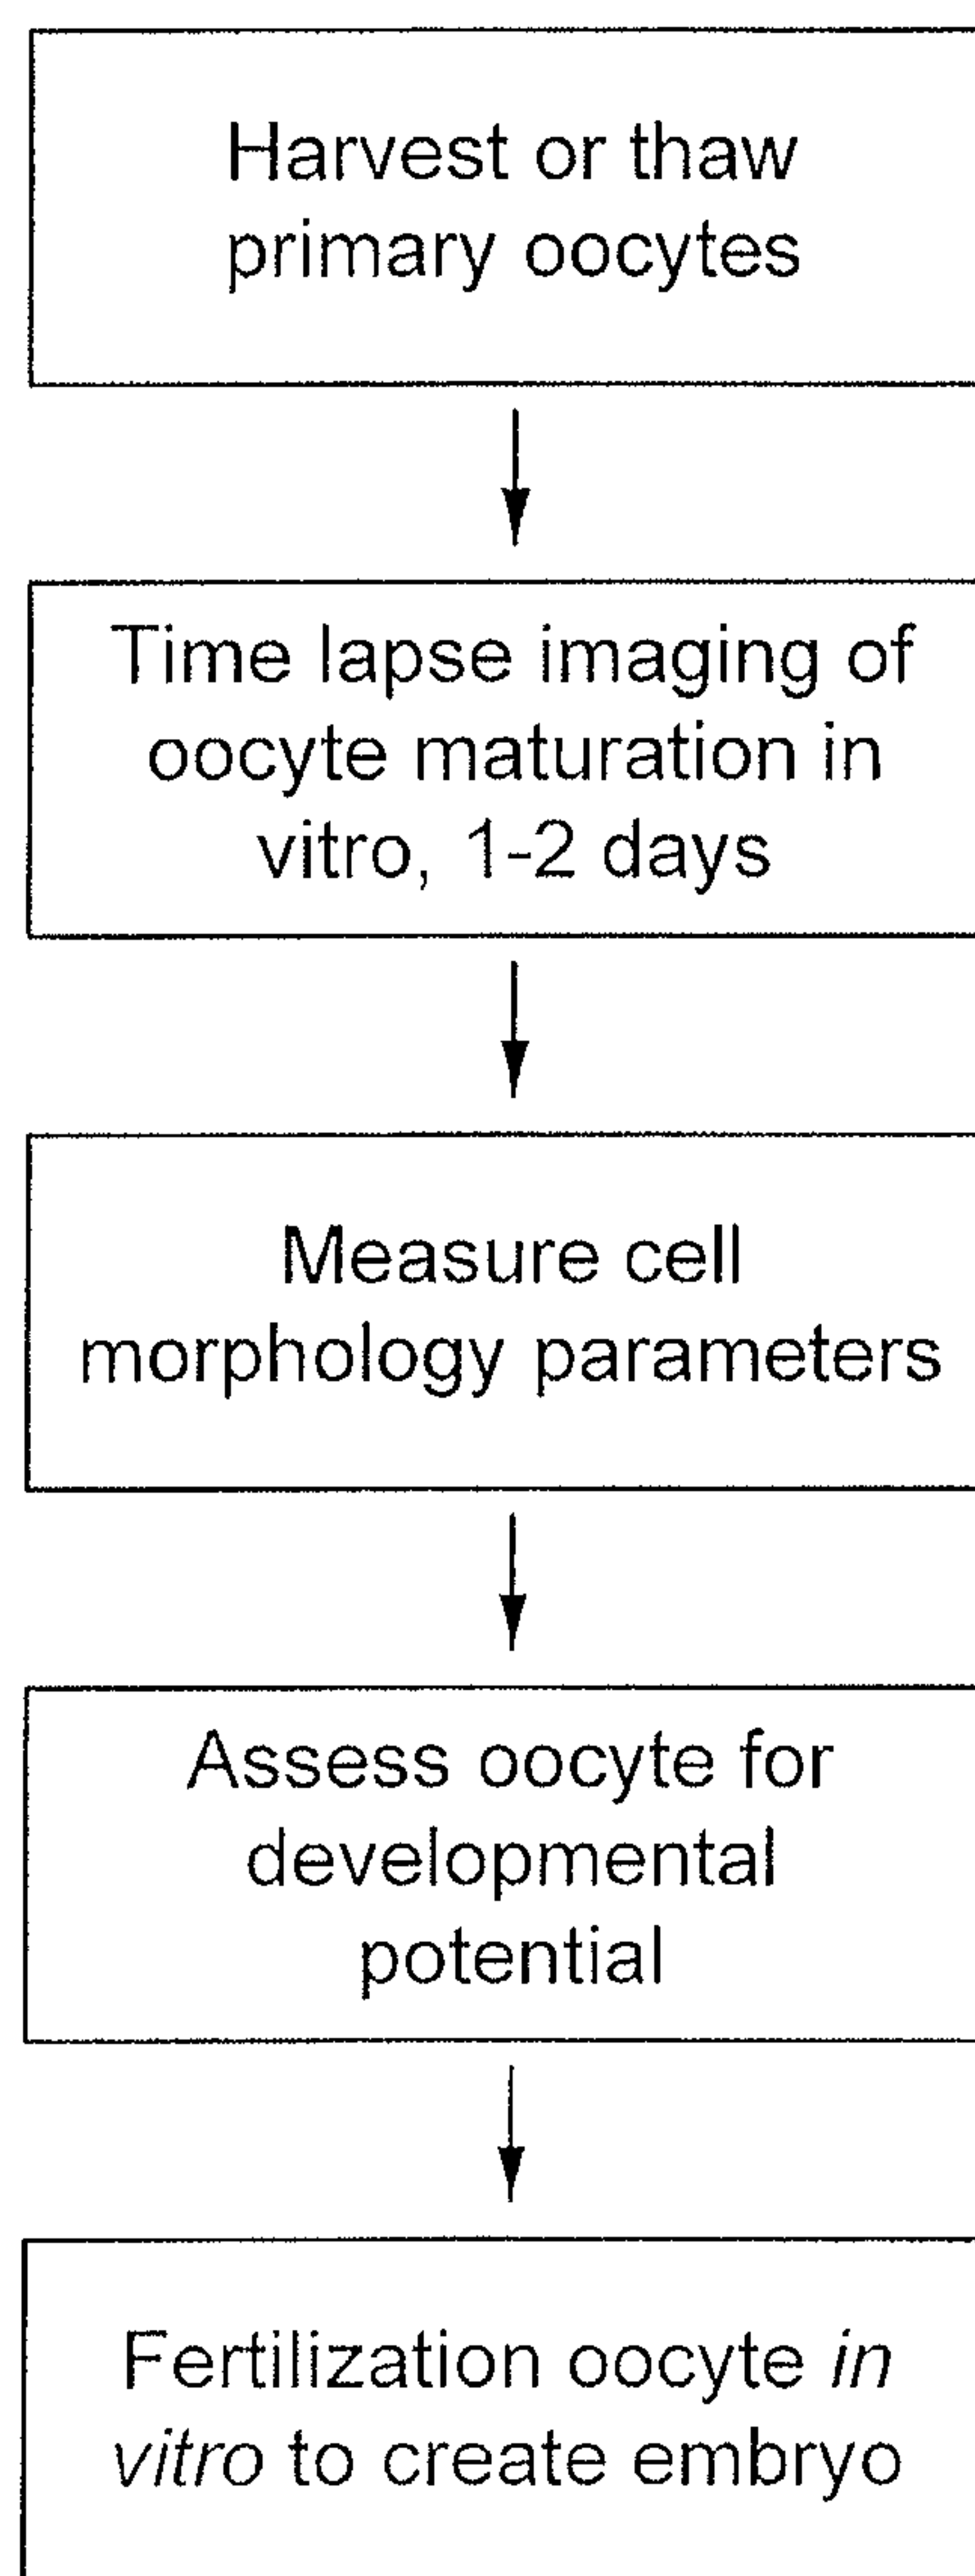 Harvest or thaw
primary oocytes
Time lapse imaging of
oocyte maturation in
vitro, 1-2 days
Measure cell
morphology parameters
Assess oocyte for
developmental
potential
Fertilization oocyte in
vitro to create embryo